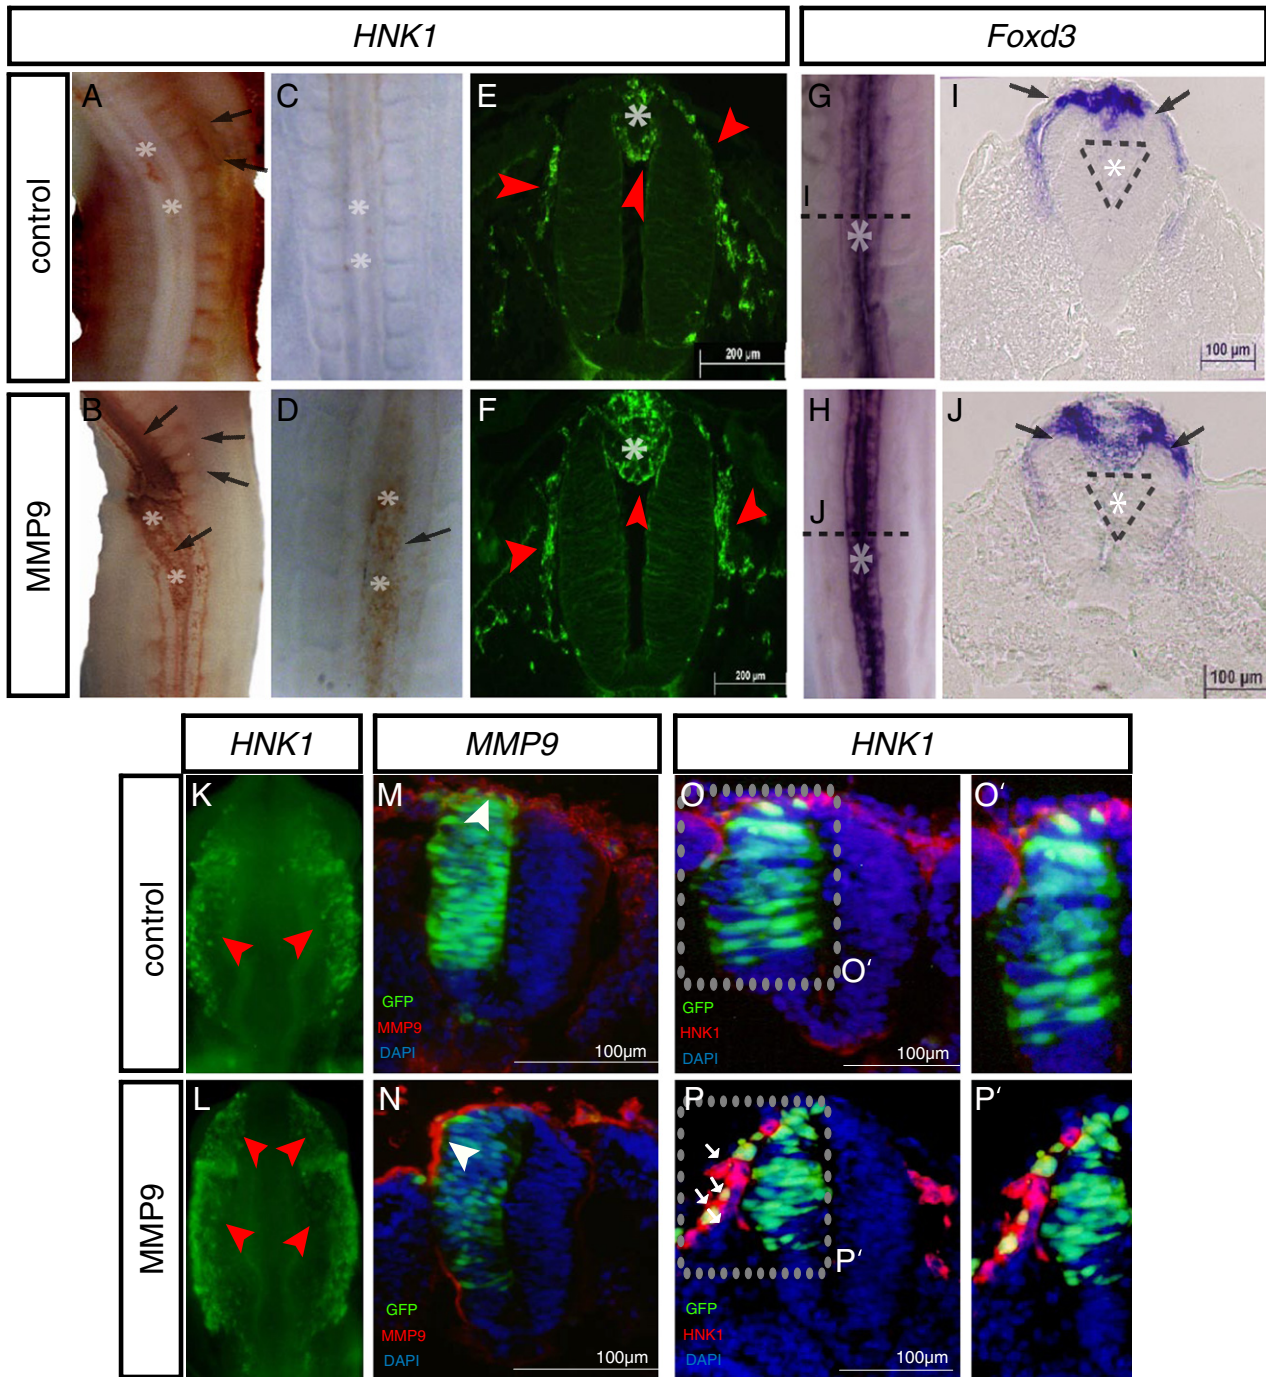 HNK1
Foxd3
control
A
C
E
G
I
I
200 µm
100 µm
MMP9
B
D
F
H
J
J
200 µm
100 µm
HNK1
MMP9
HNK1
control
K
M
O
O'
O'
GFP
MMP9
DAPI
100µm
GFP
HNK1
DAPI
100µm
MMP9
L
N
P
P'
P'
GFP
MMP9
DAPI
100µm
GFP
HNK1
DAPI
100µm